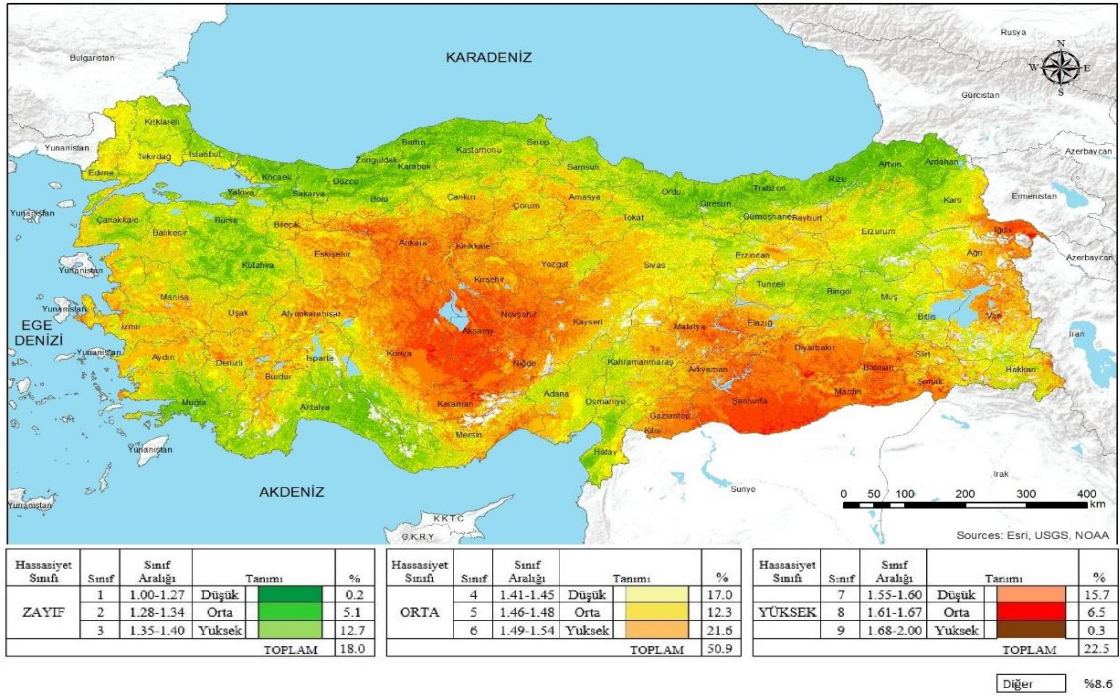 Rusya
Bulgaristan
KARADENİZ
N
W E
S
Gürcistan
Kırklareli
Yunanistan
Tekirdağ
İstanbul
Edirne
Bartın
Zonguldak
Karabük
Kastamonu
Sinop
Samsun
Artvin
Ardahan
Azerbaycan
Kocaeli
Yalova
Sakarya
Düzce
Bolu
Çankırı
Çorum
Amasya
Ordu
Giresun
Trabzon
Rize
Kars
Ermenistan
Yunanistan
Çanakkale
Balıkesir
Bursa
Bilecik
Ankara
Kırıkkale
Tokat
Gümüşhane
Bayburt
Erzurum
Iğdır
Eskişehir
Yozgat
Sivas
Erzincan
Ağrı
Azerbaycan
Yunanistan
Kütahya
Kırşehir
Tunceli
Bingöl
Muş
Manisa
Uşak
Afyonkarahisar
Nevşehir
Kayseri
Malatya
Elazığ
Bitlis
Van
Yunanistan
EGE
DENİZİ
İzmir
Aksaray
Diyarbakır
İran
Yunanistan
Aydın
Denizli
Isparta
Konya
Niğde
Kahramanmaraş
Adıyaman
Batman
Siirt
Hakkari
Burdur
Muğla
Antalya
Karaman
Adana
Osmaniye
Gaziantep
Şanlıurfa
Mardin
Şırnak
Kilis
Mersin
Hatay
Yunanistan
AKDENİZ
Suriye
Irak
Yunanistan
K.K.T.C
G.K.R.Y
0 50 100 200 300 400
km
Sources: Esri, USGS, NOAA
Hassasiyet Sınıfı Sınıf Sınıf Aralığı Tanımı %
ZAYIF
1 1.00-1.27 Düşük 0.2
2 1.28-1.34 Orta 5.1
3 1.35-1.40 Yüksek 12.7
TOPLAM 18.0
Hassasiyet Sınıfı Sınıf Sınıf Aralığı Tanımı %
ORTA
4 1.41-1.45 Düşük 17.0
5 1.46-1.48 Orta 12.3
6 1.49-1.54 Yüksek 21.6
TOPLAM 50.9
Hassasiyet Sınıfı Sınıf Sınıf Aralığı Tanımı %
YÜKSEK
7 1.55-1.60 Düşük 15.7
8 1.61-1.67 Orta 6.5
9 1.68-2.00 Yüksek 0.3
TOPLAM 22.5
Diğer %8.6